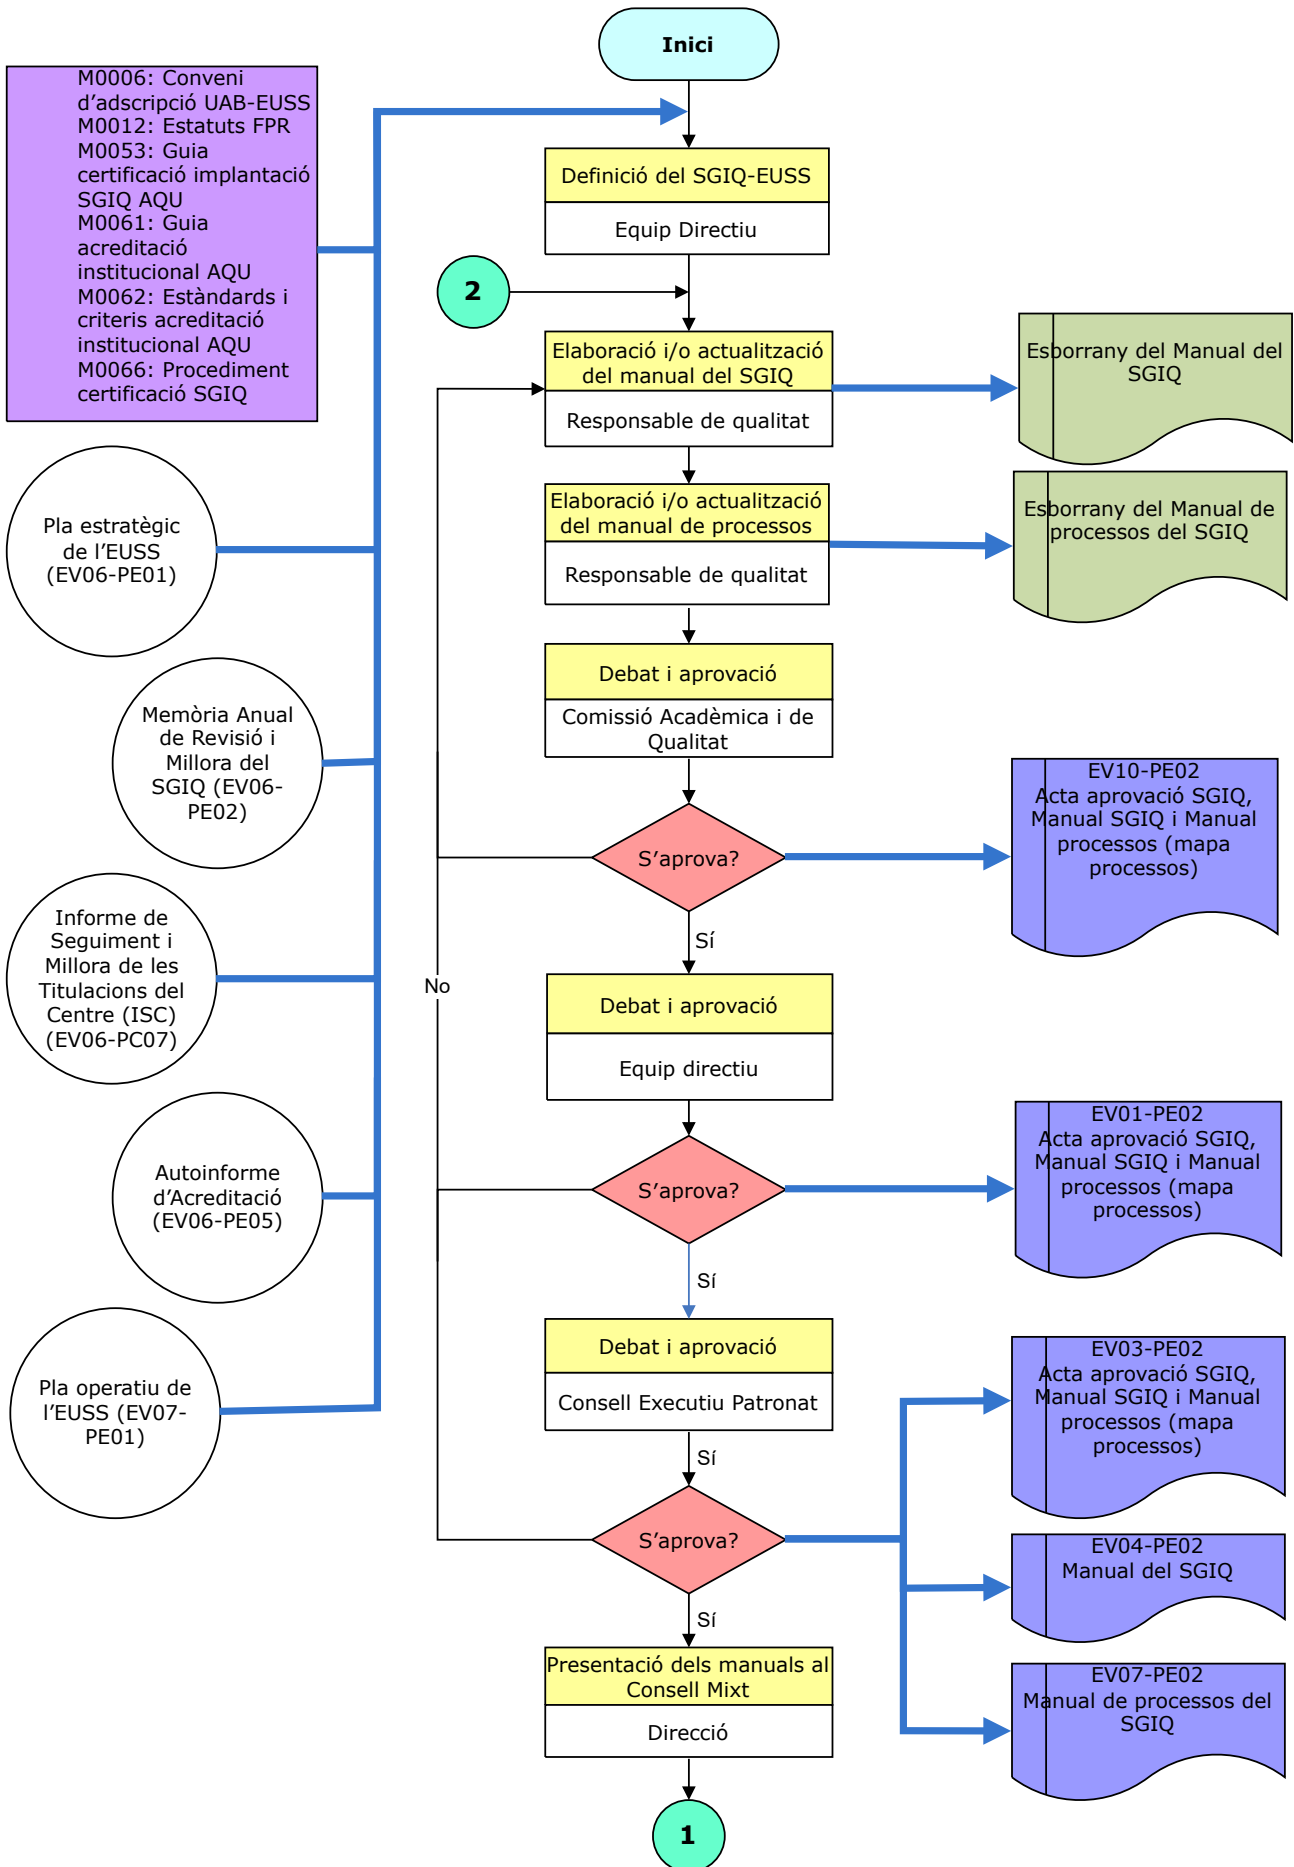 Inici
M0006: Conveni
d’adscripció UAB-EUSS
M0012: Estatuts FPR
M0053: Guia
certificació implantació
SGIQ AQU
M0061: Guia
acreditació
institucional AQU
M0062: Estàndards i
criteris acreditació
institucional AQU
M0066: Procediment
certificació SGIQ
Definició del SGIQ-EUSS
Equip Directiu
2
Elaboració i/o actualització
del manual del SGIQ
Responsable de qualitat
Esborrany del Manual del
SGIQ
Pla estratègic
de l’EUSS
(EV06-PE01)
Elaboració i/o actualització
del manual de processos
Responsable de qualitat
Esborrany del Manual de
processos del SGIQ
Debat i aprovació
Comissió Acadèmica i de
Qualitat
Memòria Anual
de Revisió i
Millora del
SGIQ (EV06-
PE02)
S’aprova?
EV10-PE02
Acta aprovació SGIQ,
Manual SGIQ i Manual
processos (mapa
processos)
Sí
Informe de
Seguiment i
Millora de les
Titulacions del
Centre (ISC)
(EV06-PC07)
No
Debat i aprovació
Equip directiu
Autoinforme
d’Acreditació
(EV06-PE05)
S’aprova?
EV01-PE02
Acta aprovació SGIQ,
Manual SGIQ i Manual
processos (mapa
processos)
Sí
Debat i aprovació
Consell Executiu Patronat
Pla operatiu de
l’EUSS (EV07-
PE01)
EV03-PE02
Acta aprovació SGIQ,
Manual SGIQ i Manual
processos (mapa
processos)
Sí
S’aprova?
EV04-PE02
Manual del SGIQ
Sí
Presentació dels manuals al
Consell Mixt
Direcció
EV07-PE02
Manual de processos del
SGIQ
1